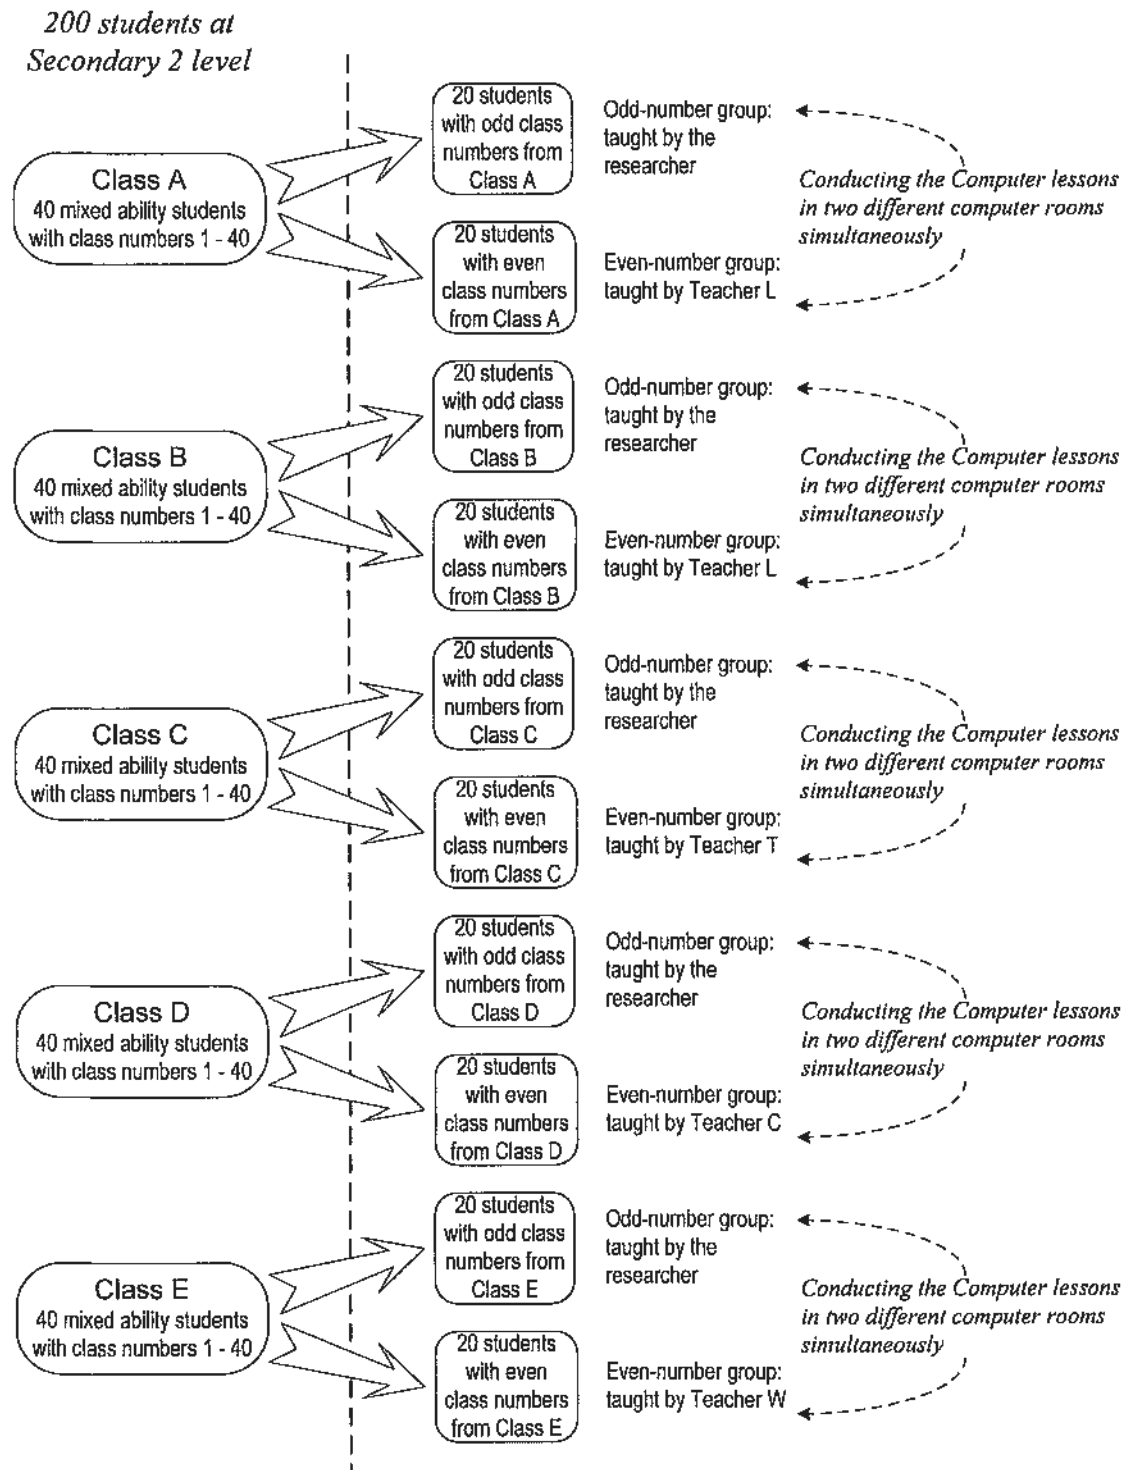 200 students at
Secondary 2 level
Class A
40 mixed ability students
with class numbers 1 - 40
20 students
with odd class
numbers from
Class A
Odd-number group:
taught by the
researcher
20 students
with even
class numbers
from Class A
Even-number group:
taught by Teacher L
Conducting the Computer lessons
in two different computer rooms
simultaneously
Class B
40 mixed ability students
with class numbers 1 - 40
20 students
with odd class
numbers from
Class B
Odd-number group:
taught by the
researcher
20 students
with even
class numbers
from Class B
Even-number group:
taught by Teacher L
Conducting the Computer lessons
in two different computer rooms
simultaneously
Class C
40 mixed ability students
with class numbers 1 - 40
20 students
with odd class
numbers from
Class C
Odd-number group:
taught by the
researcher
20 students
with even
class numbers
from Class C
Even-number group:
taught by Teacher T
Conducting the Computer lessons
in two different computer rooms
simultaneously
Class D
40 mixed ability students
with class numbers 1 - 40
20 students
with odd class
numbers from
Class D
Odd-number group:
taught by the
researcher
20 students
with even
class numbers
from Class D
Even-number group:
taught by Teacher C
Conducting the Computer lessons
in two different computer rooms
simultaneously
Class E
40 mixed ability students
with class numbers 1 - 40
20 students
with odd class
numbers from
Class E
Odd-number group:
taught by the
researcher
20 students
with even
class numbers
from Class E
Even-number group:
taught by Teacher W
Conducting the Computer lessons
in two different computer rooms
simultaneously